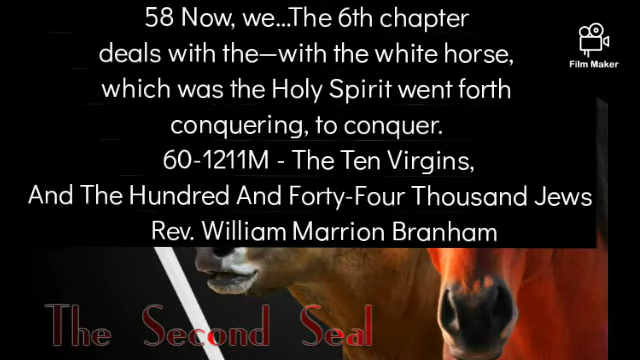 58 Now, we...The 6th chapter
deals with the—with the white horse,
which was the Holy Spirit went forth
conquering, to conquer.
60-1211M - The Ten Virgins,
And The Hundred And Forty-Four Thousand Jews
Rev. William Marrion Branham
Film Maker
The Second Seal